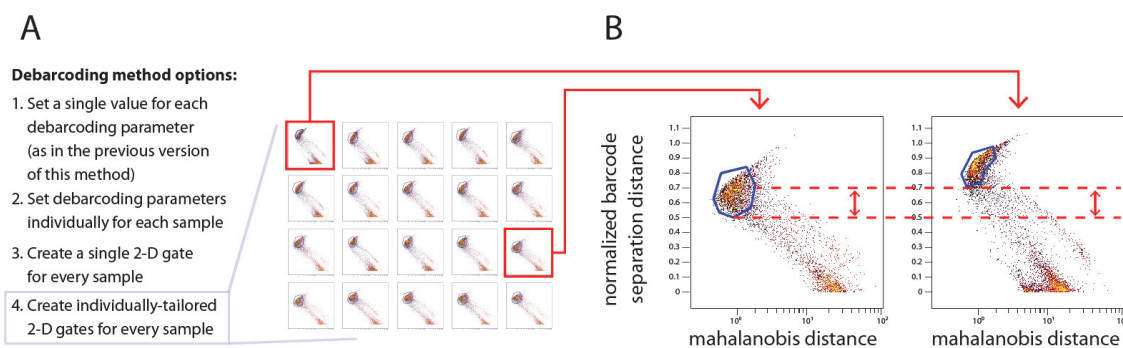 A
B
Debarcoding method options:
1. Set a single value for each
debarcoding parameter
(as in the previous version
of this method)
2. Set debarcoding parameters
individually for each sample
3. Create a single 2-D gate
for every sample
4. Create individually-tailored
2-D gates for every sample
normalized barcode
separation distance
1.1
1.0
0.9
0.8
0.7
0.6
0.5
0.4
0.3
0.2
0.1
0
10⁰
10¹
10²
mahalanobis distance
1.1
1.0
0.9
0.8
0.7
0.6
0.5
0.4
0.3
0.2
0.1
0
10⁰
10¹
mahalanobis distance